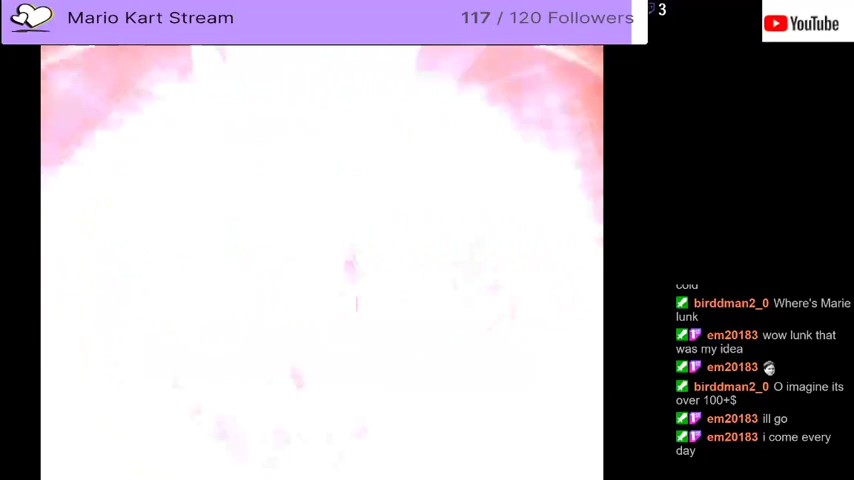 Mario Kart Stream
117 / 120 Followers
3
YouTube
cold
birddman2_0 Where's Marie
lunk
em20183 wow lunk that
was my idea
em20183
birddman2_0 O imagine its
over 100+$
em20183 ill go
em20183 i come every
day